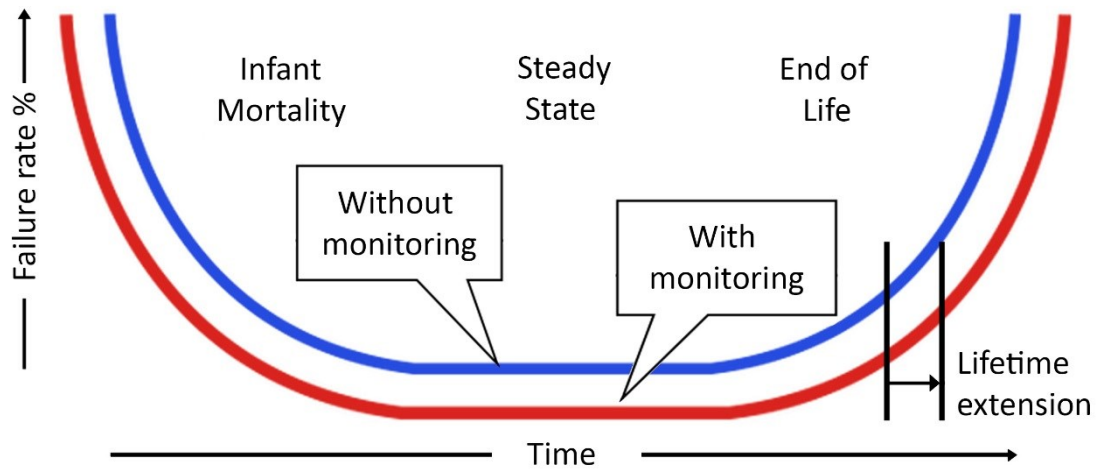 Failure rate %
Infant
Mortality
Steady
State
End of
Life
Without
monitoring
With
monitoring
Lifetime
extension
Time